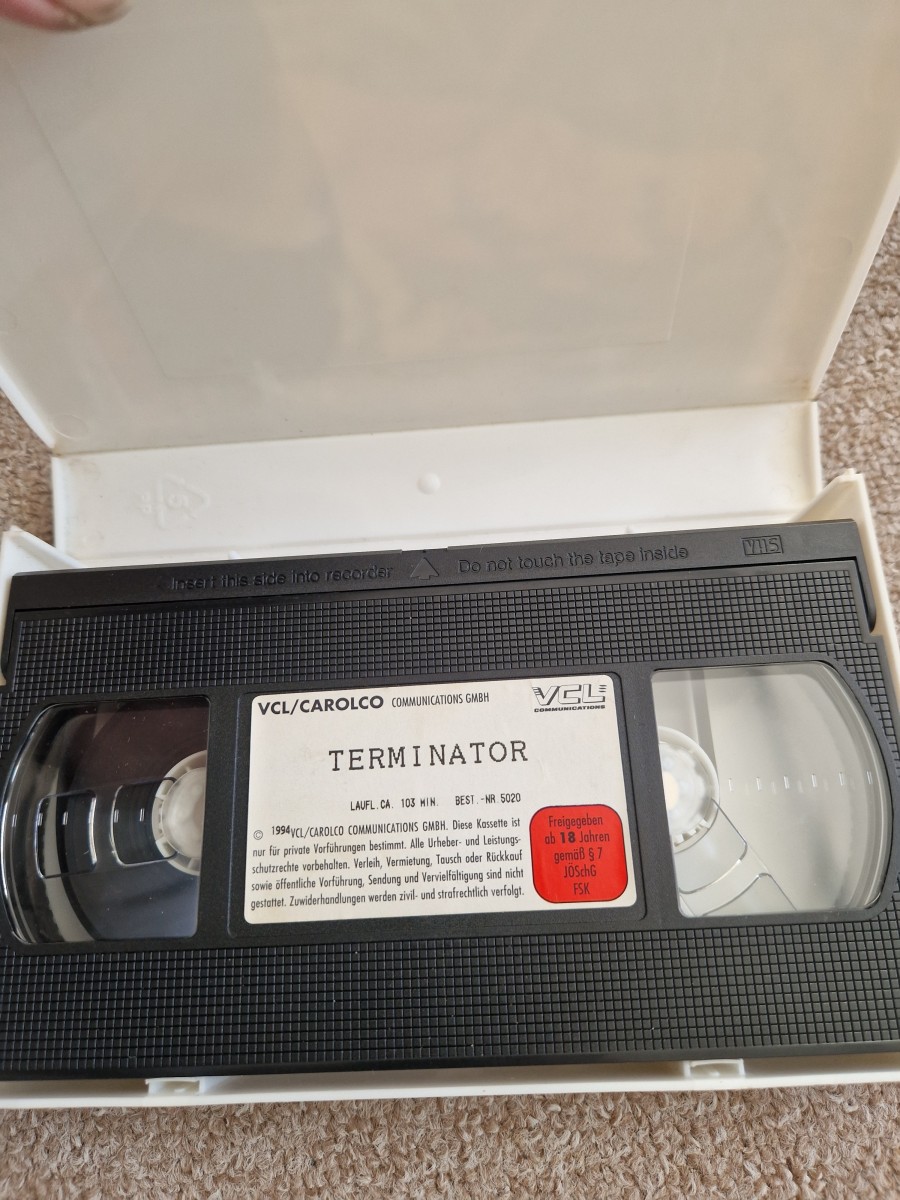 Insert this side into recorder
Do not touch the tape inside
VHS
VCL/CAROLCO COMMUNICATIONS GMBH
VCL
COMMUNICATIONS
TERMINATOR
LAUFL.CA. 103 MIN. BEST.-NR.5020
© 1994 VCL/CAROLCO COMMUNICATIONS GMBH. Diese Kassette ist
nur für private Vorführungen bestimmt. Alle Urheber- und Leistungs-
schutzrechte vorbehalten. Verleih, Vermietung, Tausch oder Rückkauf
sowie öffentliche Vorführung, Sendung und Vervielfältigung sind nicht
gestattet. Zuwiderhandlungen werden zivil- und strafrechtlich verfolgt.
Freigegeben
ab 18 Jahren
gemäß § 7
JÖSchG
FSK